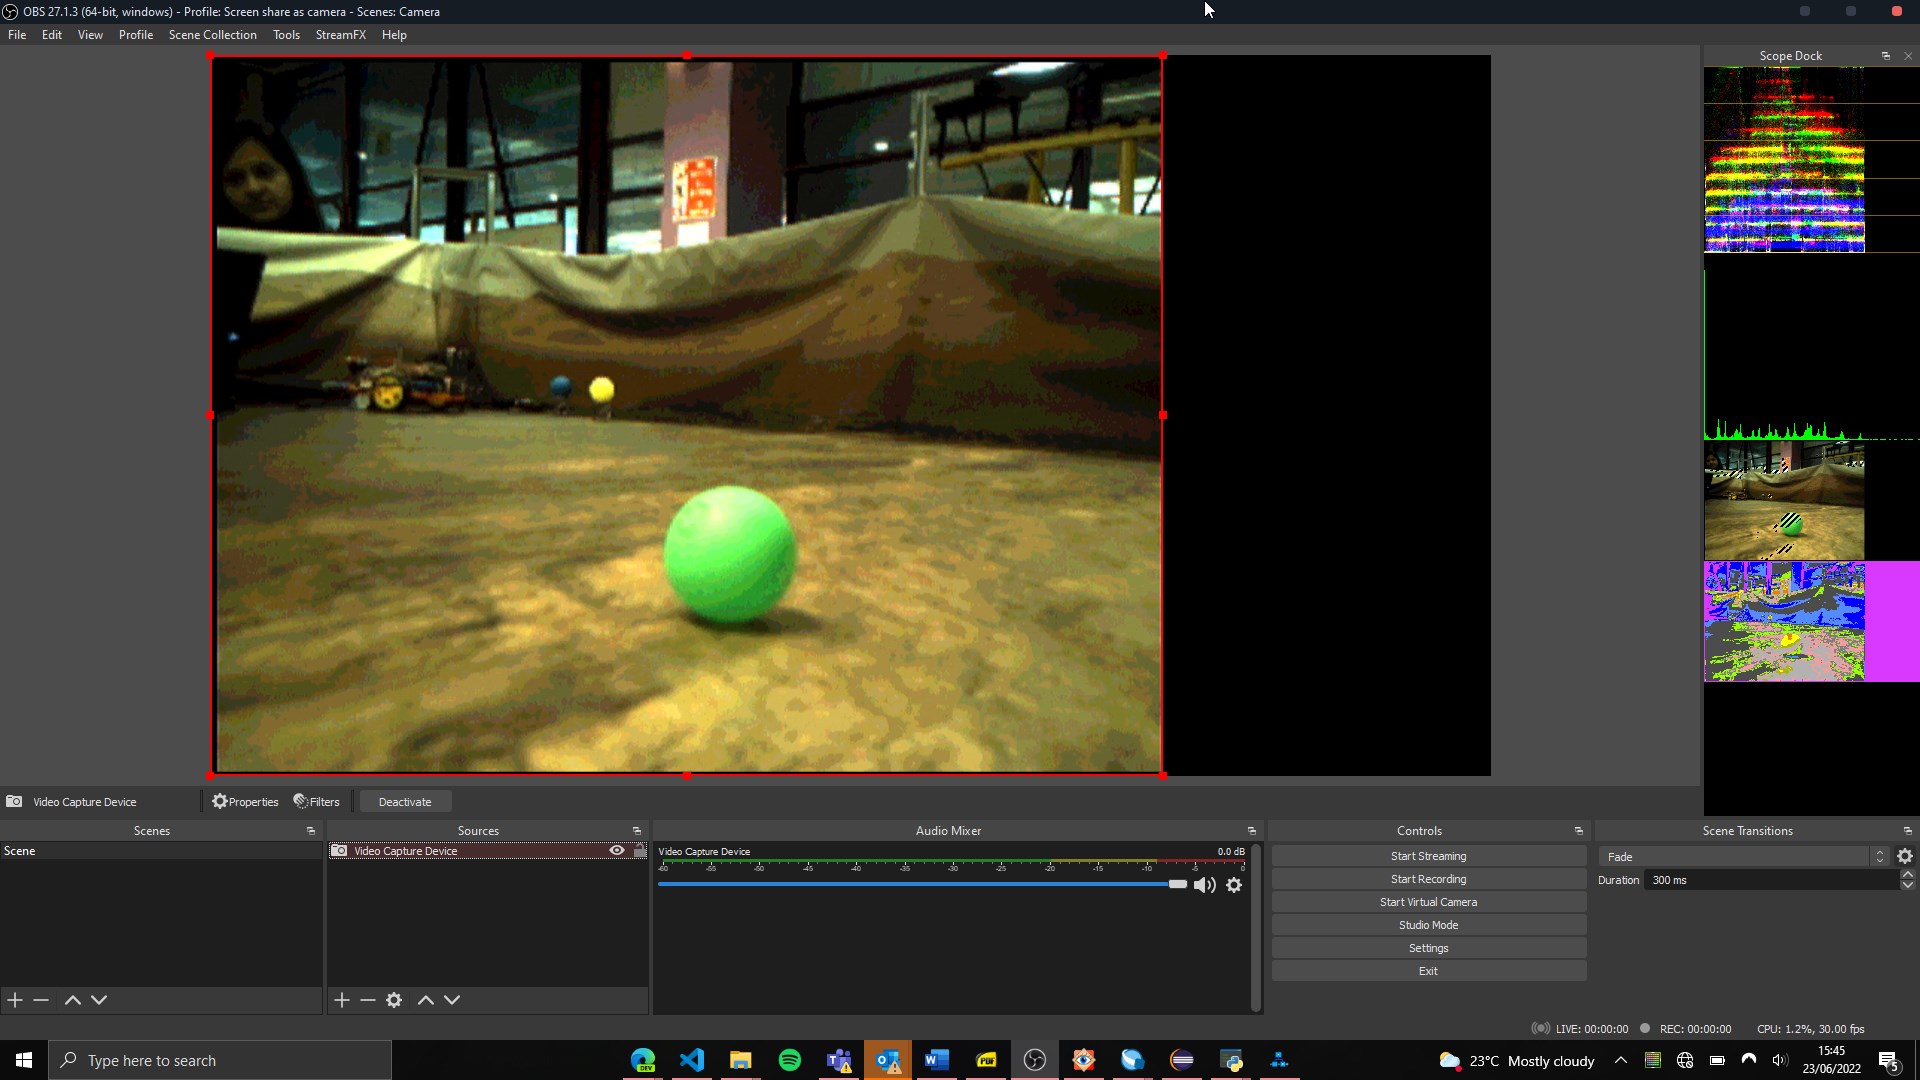 OBS 27.1.3 (64-bit, windows) - Profile: Screen share as camera - Scenes: Camera
File Edit View Profile Scene Collection Tools StreamFX Help
Scope Dock
Video Capture Device Properties Filters Deactivate
Scenes
Scene
Sources
Video Capture Device
Audio Mixer
Video Capture Device 0.0 dB
-60 -55 -50 -45 -40 -35 -30 -25 -20 -15 -10 -5 0
Controls
Start Streaming
Start Recording
Start Virtual Camera
Studio Mode
Settings
Exit
Scene Transitions
Fade
Duration 300 ms
LIVE: 00:00:00 REC: 00:00:00 CPU: 1.2%, 30.00 fps
Type here to search
DEV
PDF
23°C Mostly cloudy
15:45
23/06/2022
5